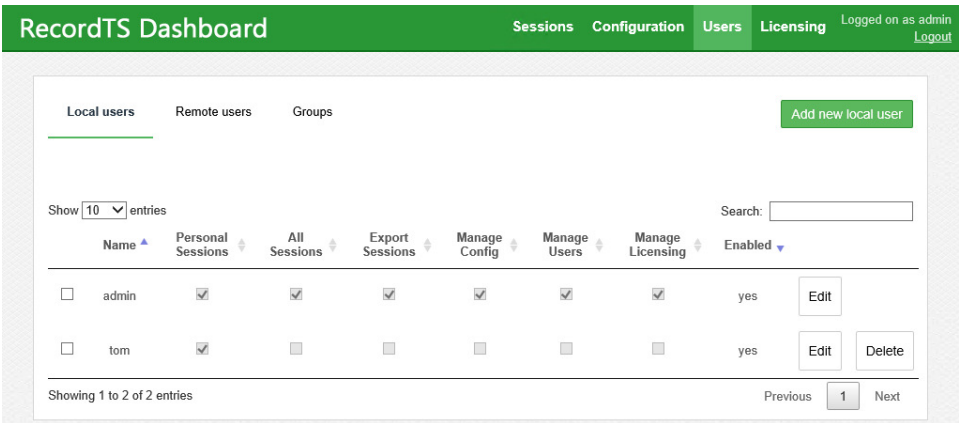 RecordTS Dashboard Sessions Configuration Users Licensing Logged on as admin
Logout
Local users Remote users Groups Add new local user
Show 10 entries Search:
Name Personal Sessions All Sessions Export Sessions Manage Config Manage Users Manage Licensing Enabled
admin yes Edit
tom yes Edit Delete
Showing 1 to 2 of 2 entries Previous 1 Next